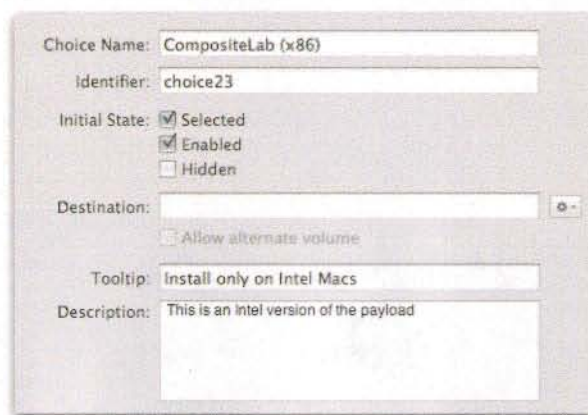 Choice Name: CompositeLab (x86)
Identifier: choice23
Initial State: Selected
Enabled
Hidden
Destination:
Allow alternate volume
Tooltip: Install only on Intel Macs
Description: This is an Intel version of the payload